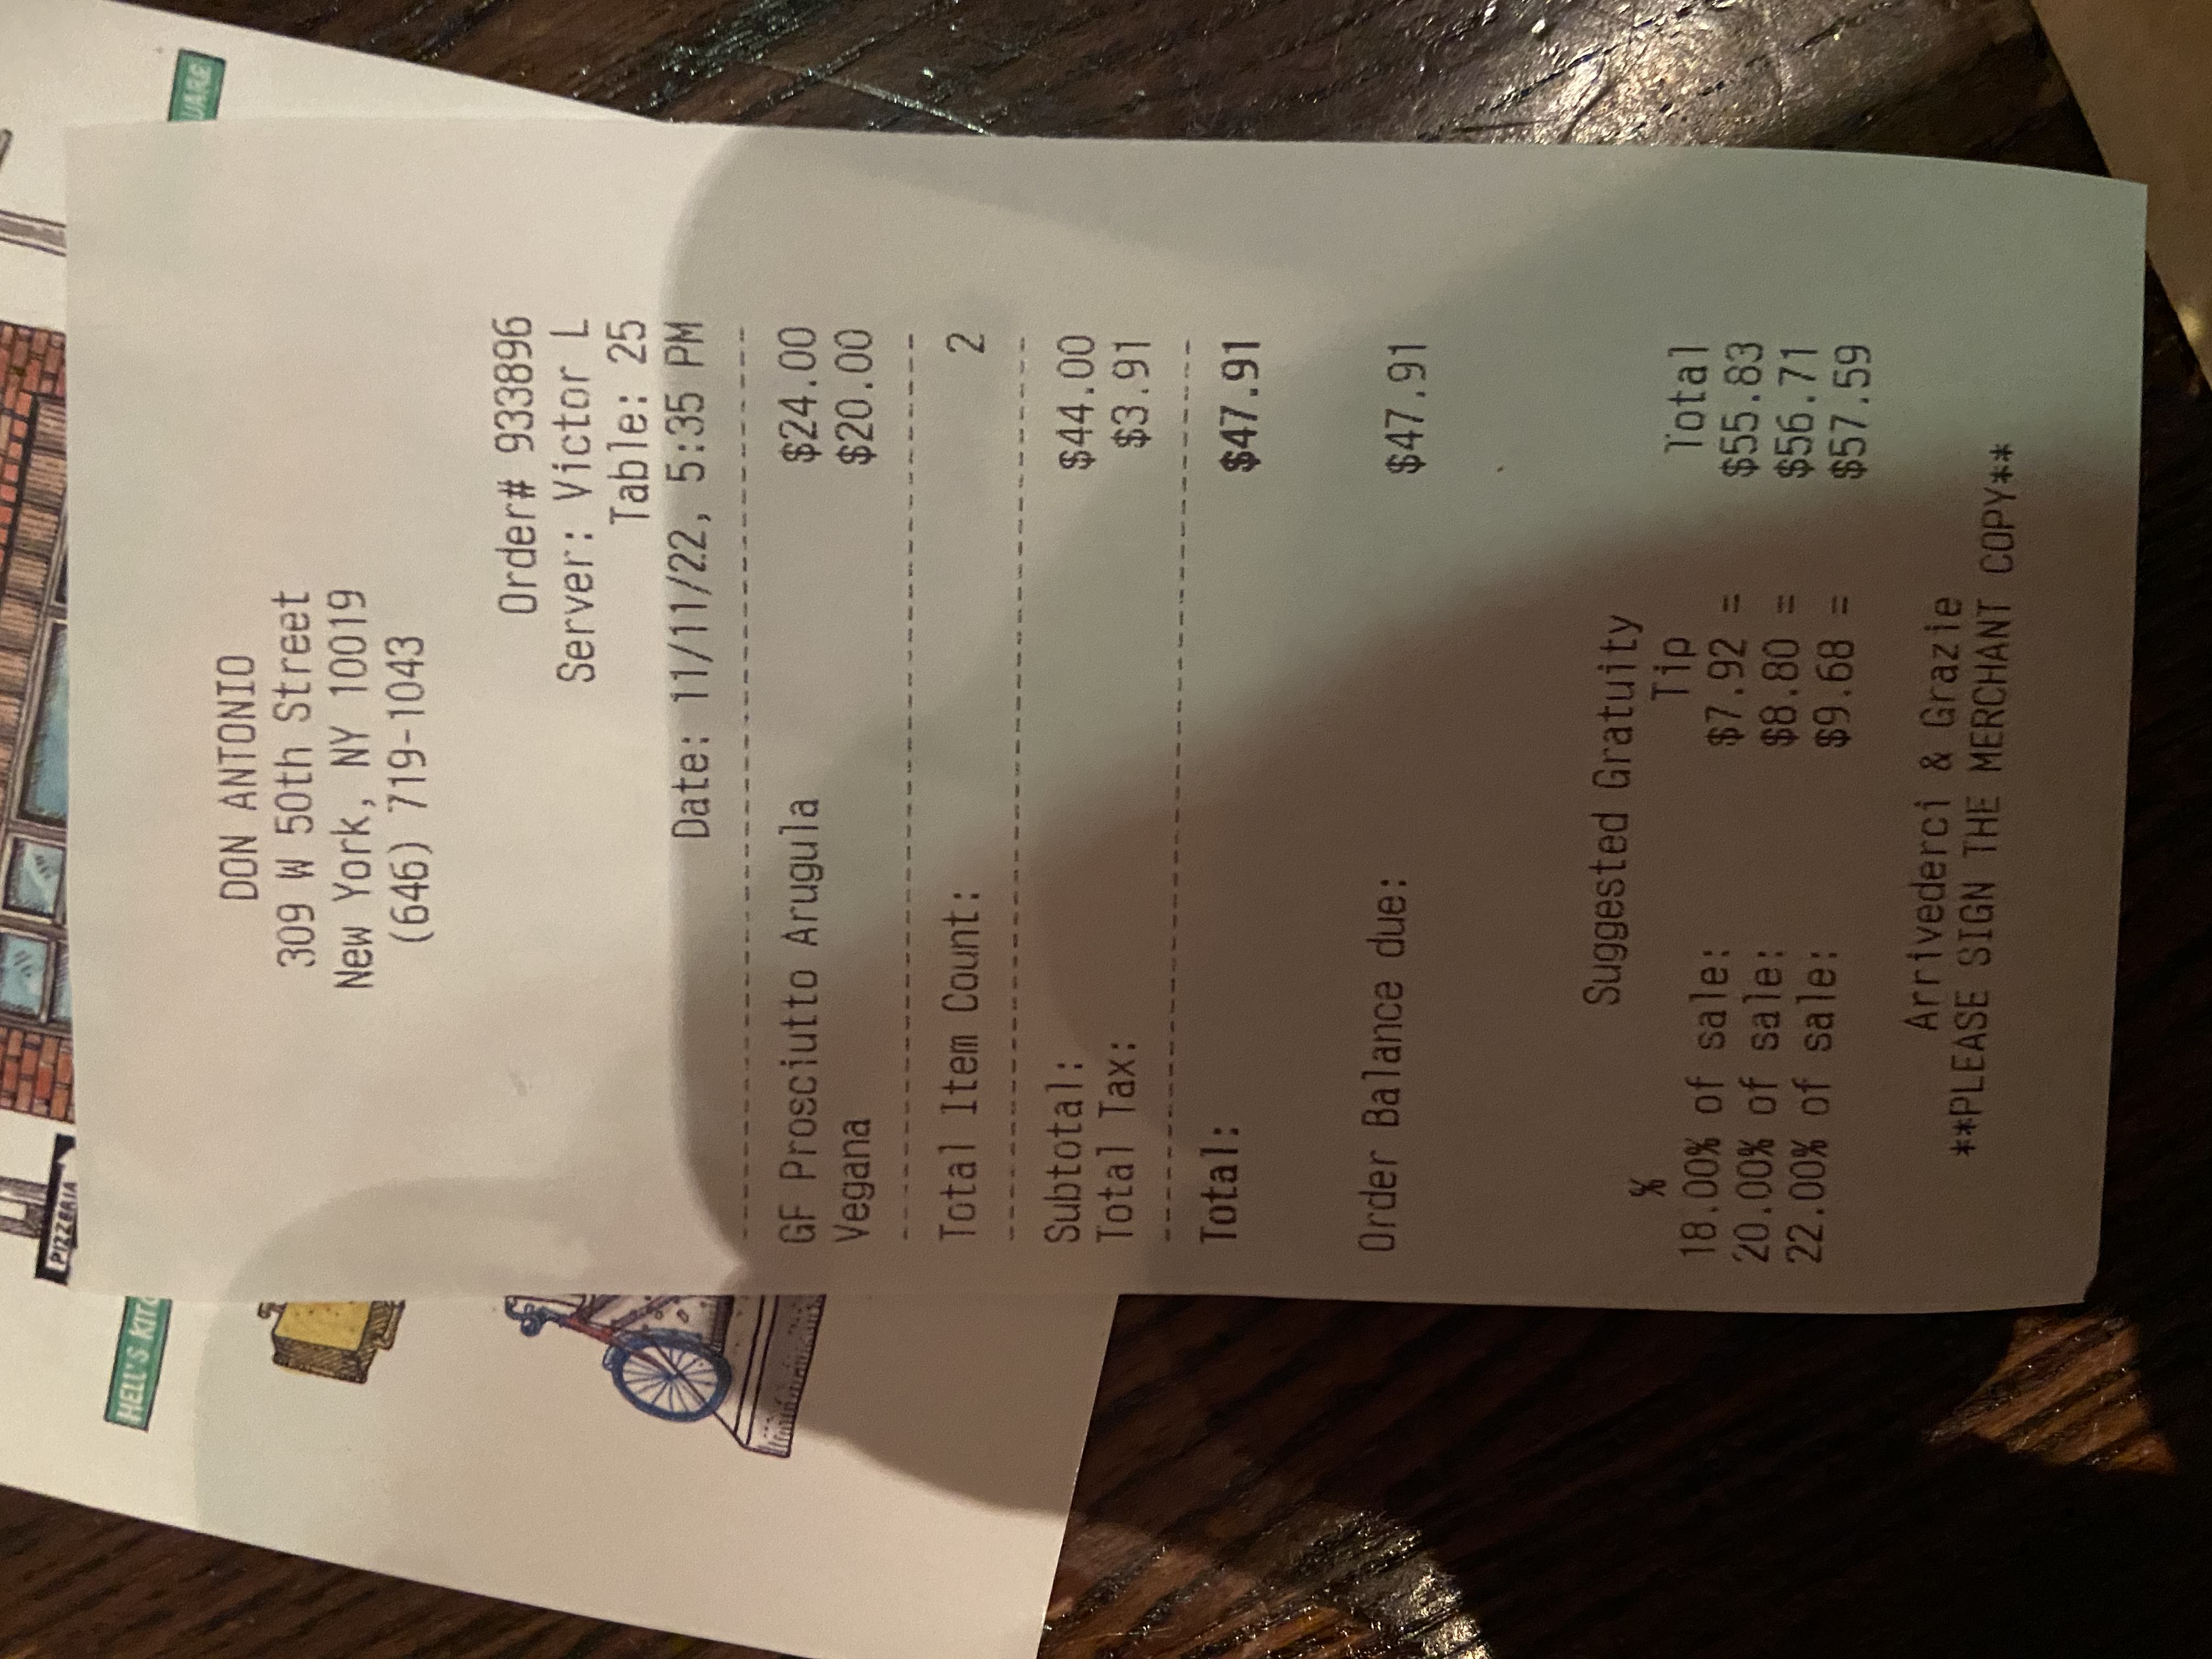 PIZZERIA
HELL'S KITC
UARE
DON ANTONIO
309 W 50th Street
New York, NY 10019
(646) 719-1043
Order# 933896
Server: Victor L
Table: 25
Date: 11/11/22, 5:35 PM
GF Prosciutto Arugula $24.00
Vegana $20.00
Total Item Count: 2
Subtotal: $44.00
Total Tax: $3.91
Total: $47.91
Order Balance due: $47.91
Suggested Gratuity
% Tip Total
18.00% of sale: $7.92 = $55.83
20.00% of sale: $8.80 = $56.71
22.00% of sale: $9.68 = $57.59
Arrivederci & Grazie
**PLEASE SIGN THE MERCHANT COPY**